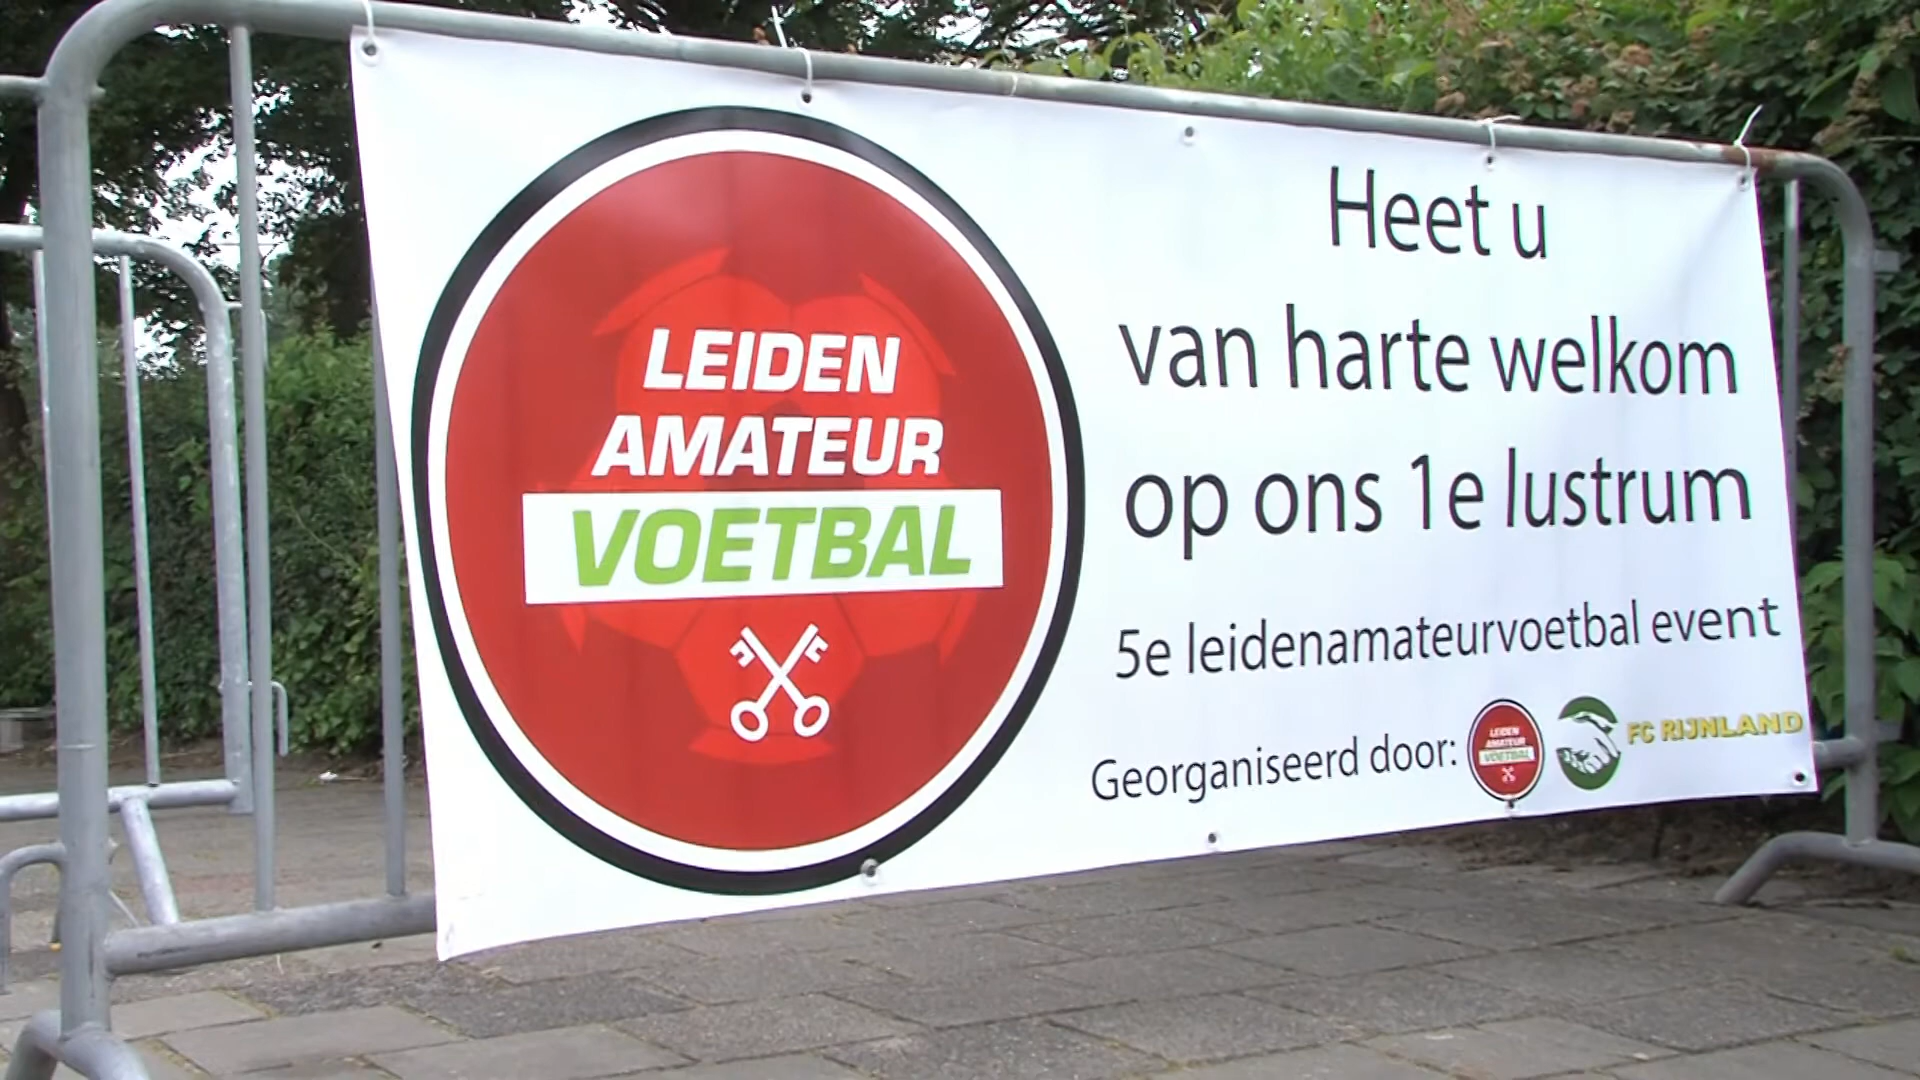 LEIDEN
AMATEUR
VOETBAL
Heet u
van harte welkom
op ons 1e lustrum
5e leidenamateurvoetbal event
Georganiseerd door:
LEIDEN
AMATEUR
VOETBAL
FC RIJNLAND